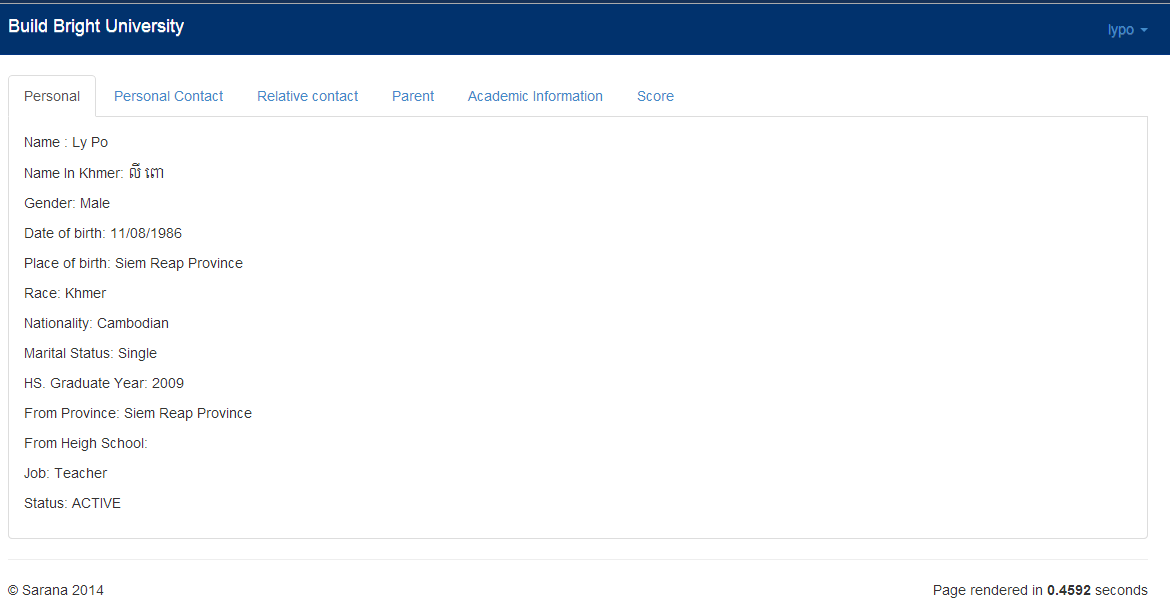 Build Bright University
lypo
Personal Personal Contact Relative contact Parent Academic Information Score
Name : Ly Po
Name In Khmer: លី ពោ
Gender: Male
Date of birth: 11/08/1986
Place of birth: Siem Reap Province
Race: Khmer
Nationality: Cambodian
Marital Status: Single
HS. Graduate Year: 2009
From Province: Siem Reap Province
From Heigh School:
Job: Teacher
Status: ACTIVE
© Sarana 2014
Page rendered in 0.4592 seconds